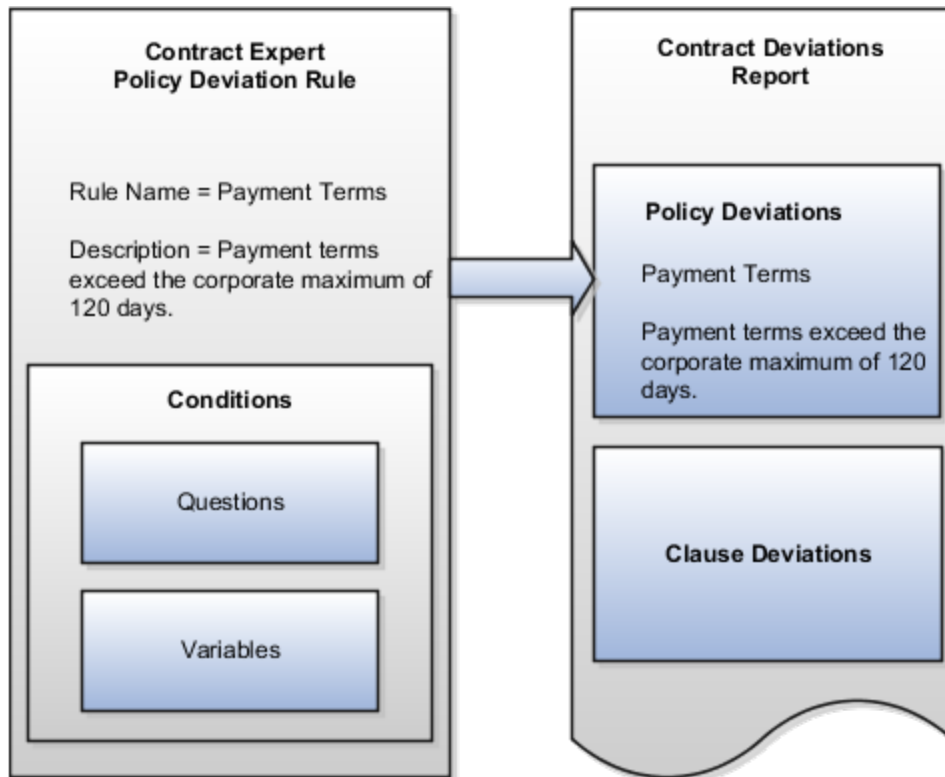 Contract Expert
Policy Deviation Rule
Rule Name = Payment Terms
Description = Payment terms
exceed the corporate maximum of
120 days.
Conditions
Questions
Variables
Contract Deviations
Report
Policy Deviations
Payment Terms
Payment terms exceed the
corporate maximum of 120
days.
Clause Deviations